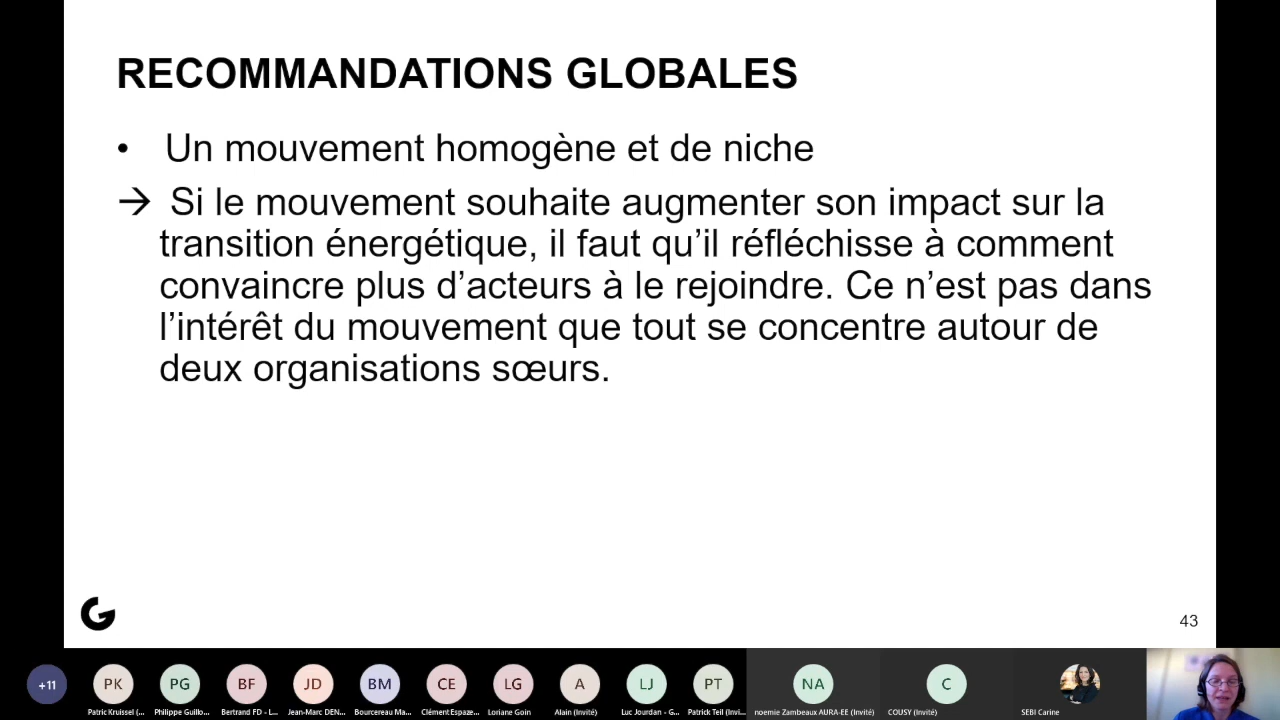 RECOMMANDATIONS GLOBALES
• Un mouvement homogène et de niche
→ Si le mouvement souhaite augmenter son impact sur la
transition énergétique, il faut qu’il réfléchisse à comment
convaincre plus d’acteurs à le rejoindre. Ce n’est pas dans
l’intérêt du mouvement que tout se concentre autour de
deux organisations sœurs.
G
43
+11 PK PG BF JD BM CE LG A LJ PT NA C
Patric Kruissel (... Philippe Guillo... Bertrand FD - L... Jean-Marc DEN... Bourcereau Ma... Clément Espaze... Loriane Goin Alain (Invité) Luc Jourdan - G... Patrick Teil (Invi... noemie Zambeaux AURA-EE (Invité) COUSY (Invité) SEBI Carine